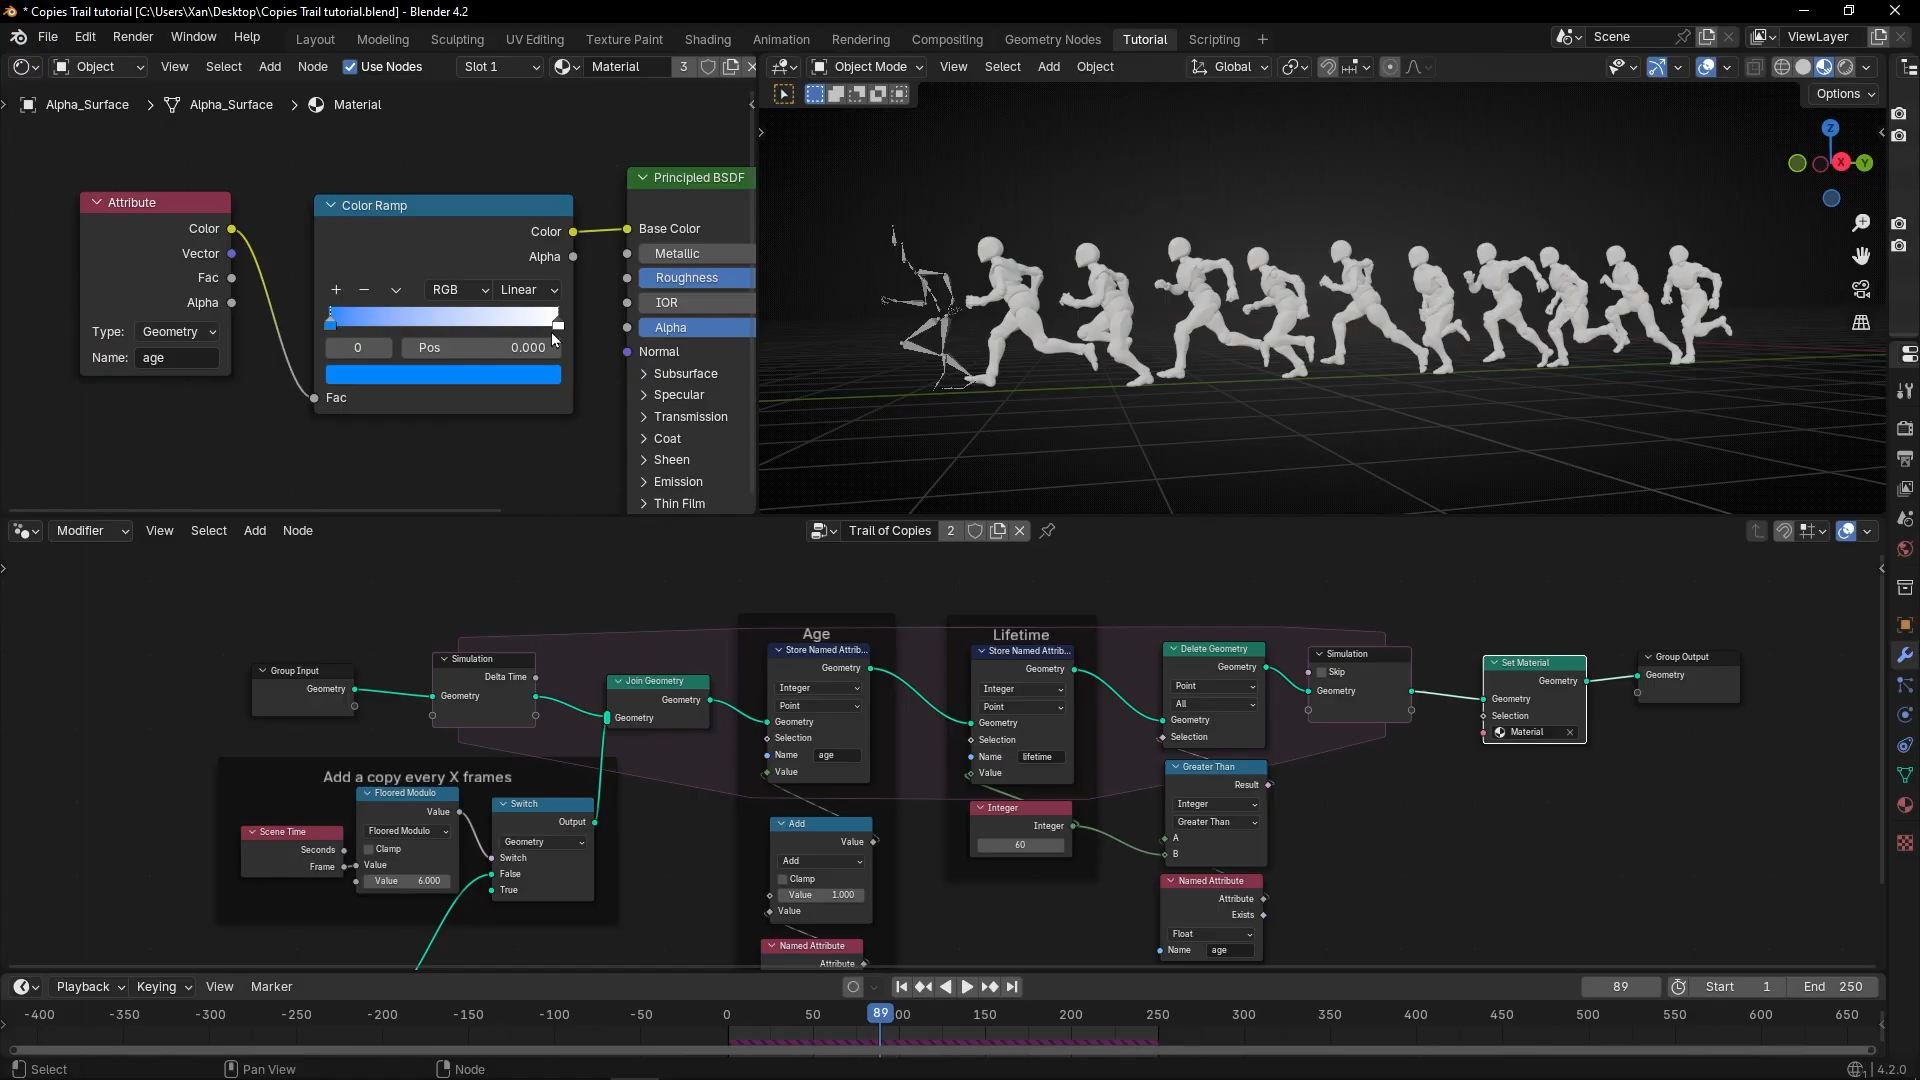 * Copies Trail tutorial [C:\Users\Xan\Desktop\Copies Trail tutorial.blend] - Blender 4.2
File Edit Render Window Help Layout Modeling Sculpting UV Editing Texture Paint Shading Animation Rendering Compositing Geometry Nodes Tutorial Scripting + Scene ViewLayer
Object View Select Add Object Node Use Nodes Slot 1 Material 3
Object Mode View Select Add Object Global
Options
Alpha_Surface > Alpha_Surface > Material
Z
X
Y
Attribute
Color
Vector
Fac
Alpha
Type: Geometry
Name: age
Color Ramp
Color
Alpha
+ − RGB Linear
0 Pos 0.000
Fac
Principled BSDF
Base Color
Metallic
Roughness
IOR
Alpha
Normal
Subsurface
Specular
Transmission
Coat
Sheen
Emission
Thin Film
Modifier View Select Add Node Trail of Copies 2
Group Input
Geometry
Simulation
Delta Time
Geometry
Join Geometry
Geometry
Geometry
Age
Store Named Attrib...
Geometry
Integer
Point
Geometry
Selection
Name age
Value
Lifetime
Store Named Attrib...
Geometry
Integer
Point
Geometry
Selection
Name lifetime
Value
Delete Geometry
Geometry
Point
All
Geometry
Selection
Simulation
Skip
Geometry
Set Material
Geometry
Geometry
Selection
Material
Group Output
Geometry
Add a copy every X frames
Scene Time
Seconds
Frame
Floored Modulo
Value
Floored Modulo
Clamp
Value
Value 6.000
Switch
Output
Geometry
Switch
False
True
Add
Value
Add
Clamp
Value 1.000
Value
Named Attribute
Attribute
Integer
Integer
60
Greater Than
Result
Integer
Greater Than
A
B
Named Attribute
Attribute
Exists
Float
Name age
Playback Keying View Marker 89 Start 1 End 250
-400 -350 -300 -250 -200 -150 -100 -50 0 50 89 00 150 200 250 300 350 400 450 500 550 600 650
Select Pan View Node 4.2.0